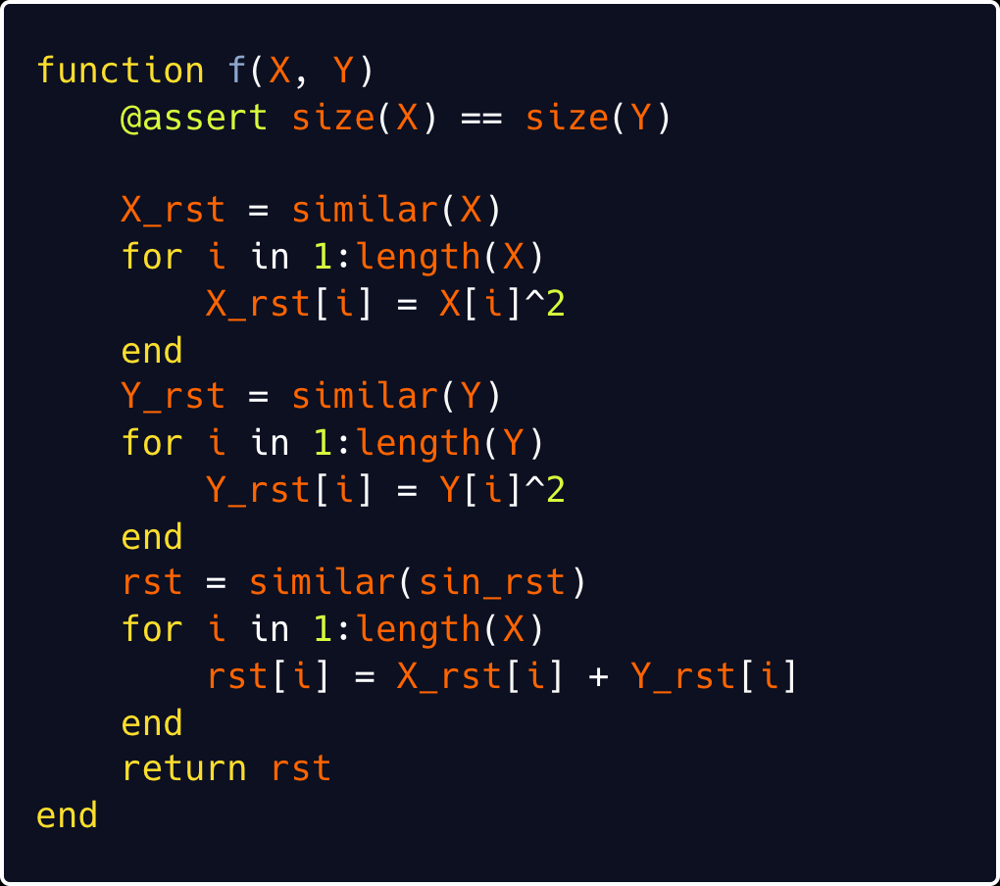 function f(X, Y)
    @assert size(X) == size(Y)

    X_rst = similar(X)
    for i in 1:length(X)
        X_rst[i] = X[i]^2
    end
    Y_rst = similar(Y)
    for i in 1:length(Y)
        Y_rst[i] = Y[i]^2
    end
    rst = similar(sin_rst)
    for i in 1:length(X)
        rst[i] = X_rst[i] + Y_rst[i]
    end
    return rst
end